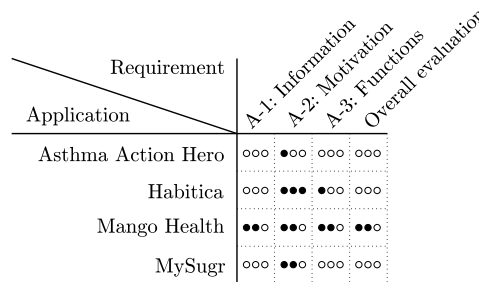 Requirement
Application
A-1: Information
A-2: Motivation
A-3: Functions
Overall evaluation
Asthma Action Hero ○○○ ●○○ ○○○ ○○○
Habitica ○○○ ●●● ●○○ ○○○
Mango Health ●●○ ●●○ ●●○ ●●○
MySugr ○○○ ●●○ ○○○ ○○○